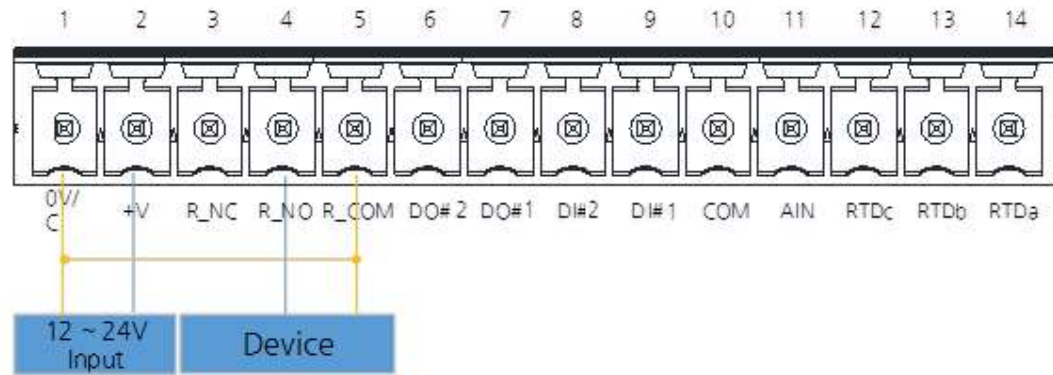 1 2 3 4 5 6 7 8 9 10 11 12 13 14
0V/
C +V R_NC R_NO R_COM DO#2 DO#1 DI#2 DI#1 COM AIN RTDc RTDb RTDa
12 ~ 24V
Input
Device